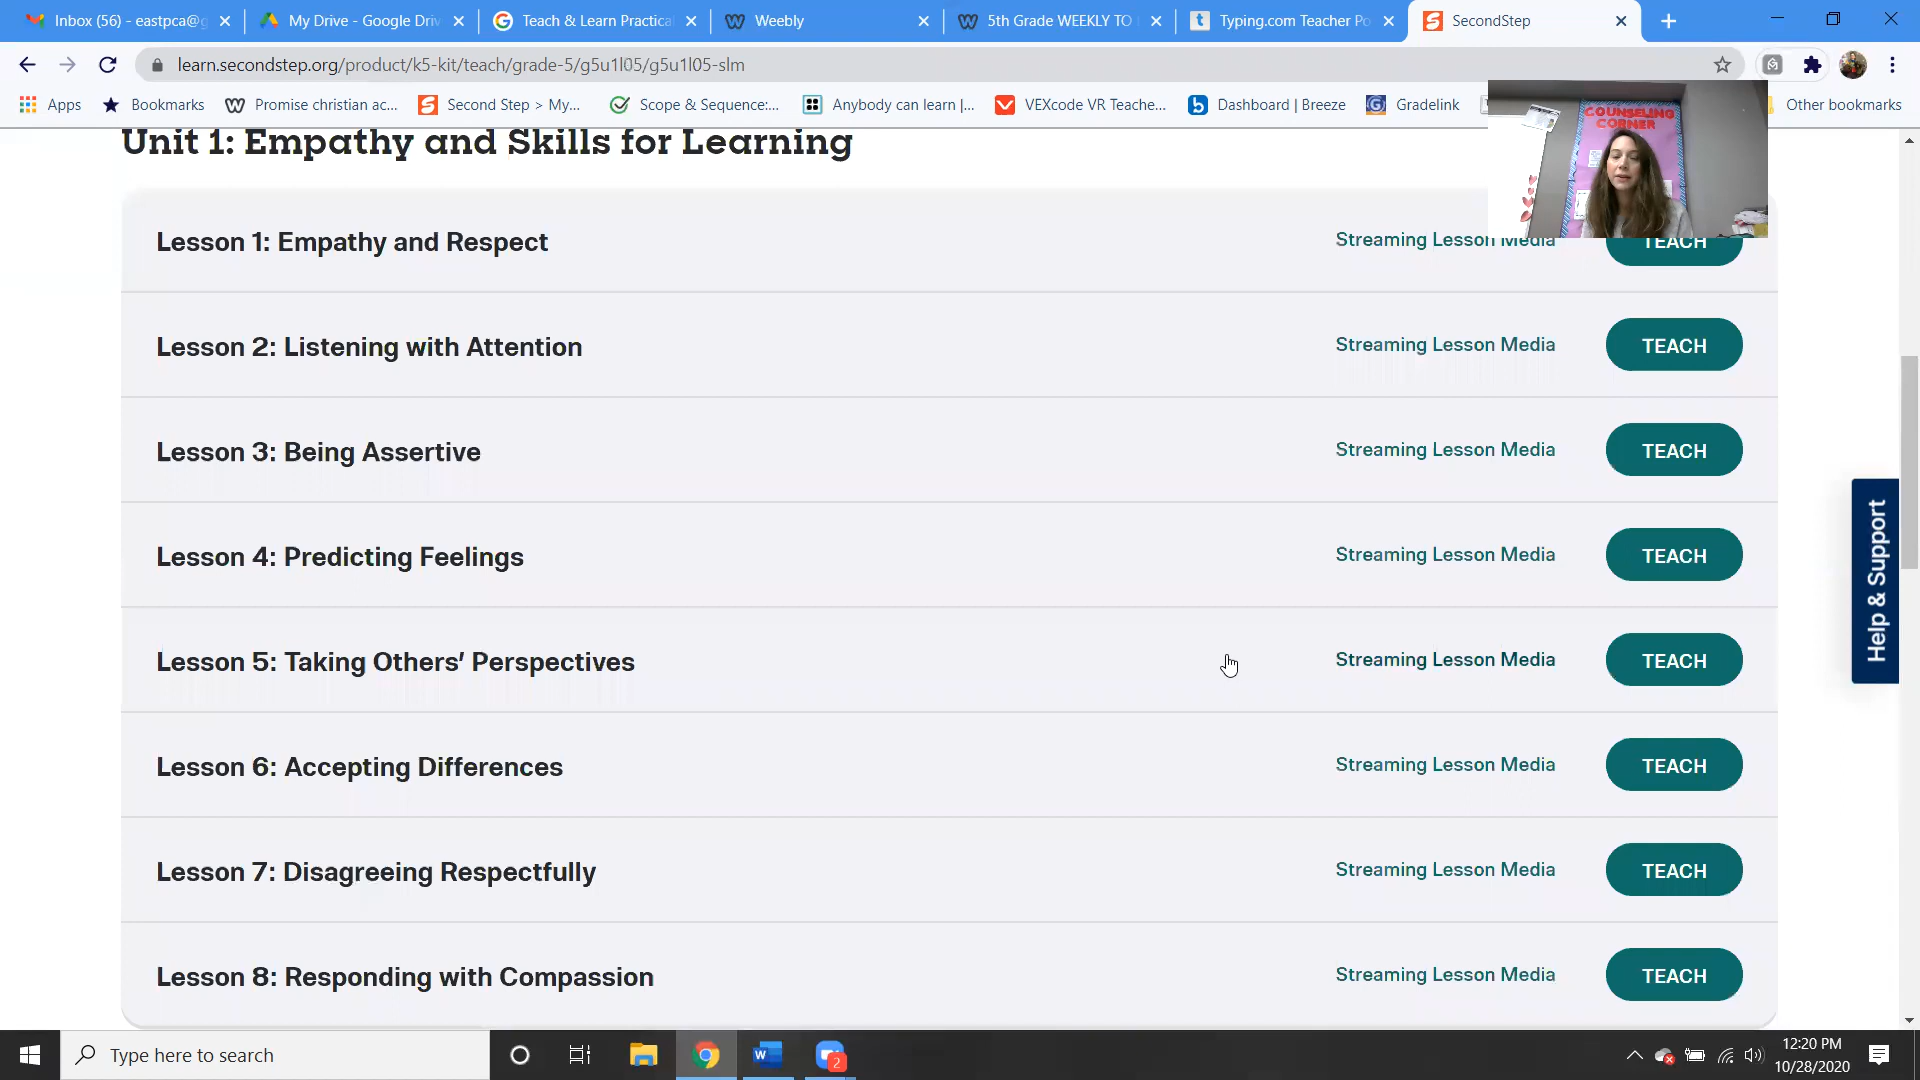 Inbox (56) - eastpca@g
My Drive - Google Driv
Teach & Learn Practica
Weebly
5th Grade WEEKLY TO
Typing.com Teacher Po
SecondStep
learn.secondstep.org/product/k5-kit/teach/grade-5/g5u1l05/g5u1l05-slm
Apps
Bookmarks
Promise christian ac...
Second Step > My...
Scope & Sequence:...
Anybody can learn |...
VEXcode VR Teache...
Dashboard | Breeze
Gradelink
Other bookmarks
COUNSELING
CORNER
Unit 1: Empathy and Skills for Learning
Lesson 1: Empathy and Respect
Streaming Lesson Media
TEACH
Lesson 2: Listening with Attention
Streaming Lesson Media
TEACH
Lesson 3: Being Assertive
Streaming Lesson Media
TEACH
Lesson 4: Predicting Feelings
Streaming Lesson Media
TEACH
Lesson 5: Taking Others’ Perspectives
Streaming Lesson Media
TEACH
Lesson 6: Accepting Differences
Streaming Lesson Media
TEACH
Lesson 7: Disagreeing Respectfully
Streaming Lesson Media
TEACH
Lesson 8: Responding with Compassion
Streaming Lesson Media
TEACH
Help & Support
Type here to search
2
12:20 PM
10/28/2020